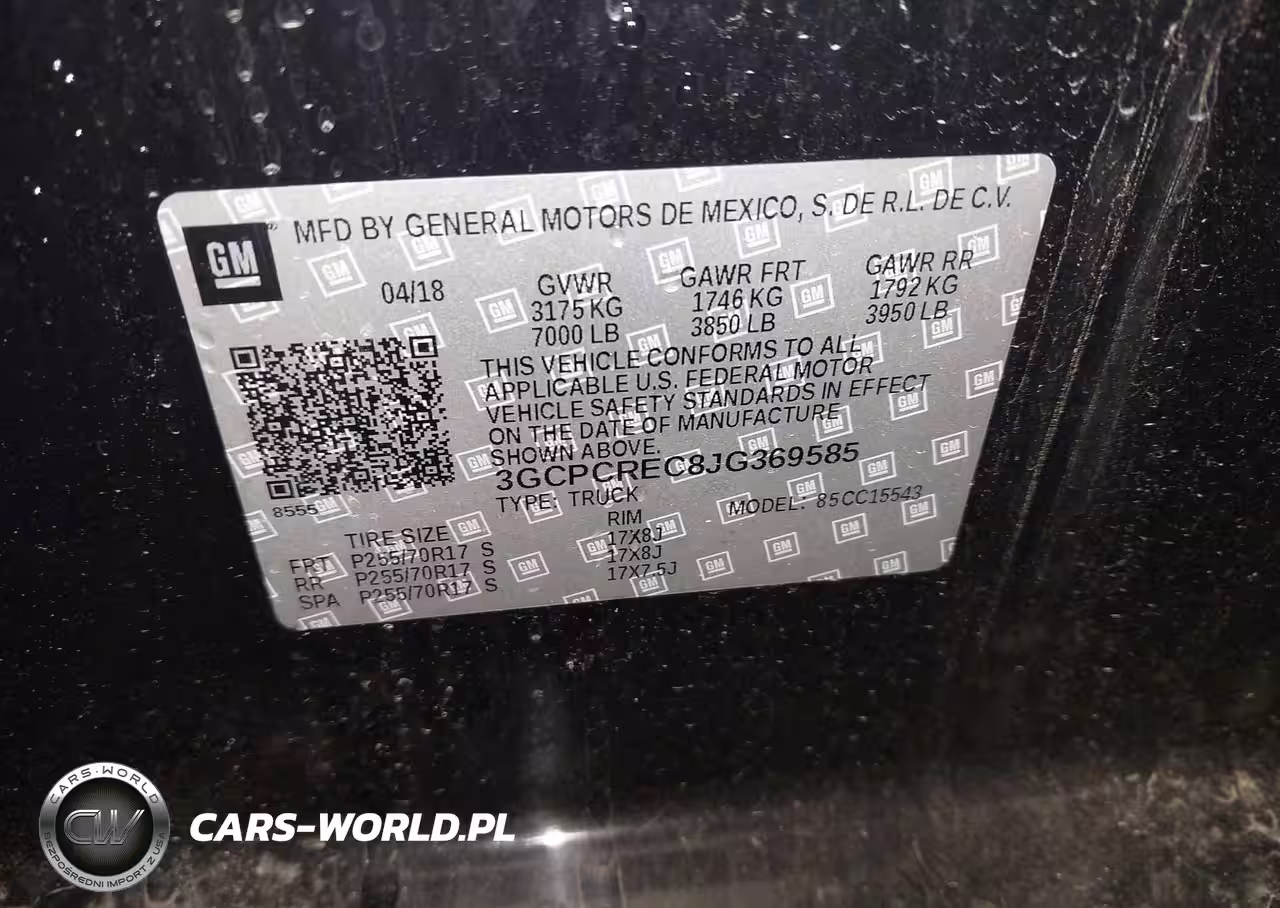 GM
MFD BY GENERAL MOTORS DE MEXICO, S. DE R.L. DE C.V.
04/18
GVWR GAWR FRT GAWR RR
3175 KG 1746 KG 1792 KG
7000 LB 3850 LB 3950 LB
THIS VEHICLE CONFORMS TO ALL
APPLICABLE U.S. FEDERAL MOTOR
VEHICLE SAFETY STANDARDS IN EFFECT
ON THE DATE OF MANUFACTURE
SHOWN ABOVE.
3GCPCREC8JG369585
TYPE: TRUCK MODEL: 85CC15543
8555
TIRE SIZE RIM
FRT P255/70R17 S 17X8J
RR P255/70R17 S 17X8J
SPA P255/70R17 S 17X7.5J
CARS-WORLD
CW
BEZPOŚREDNI IMPORT Z USA
CARS-WORLD.PL